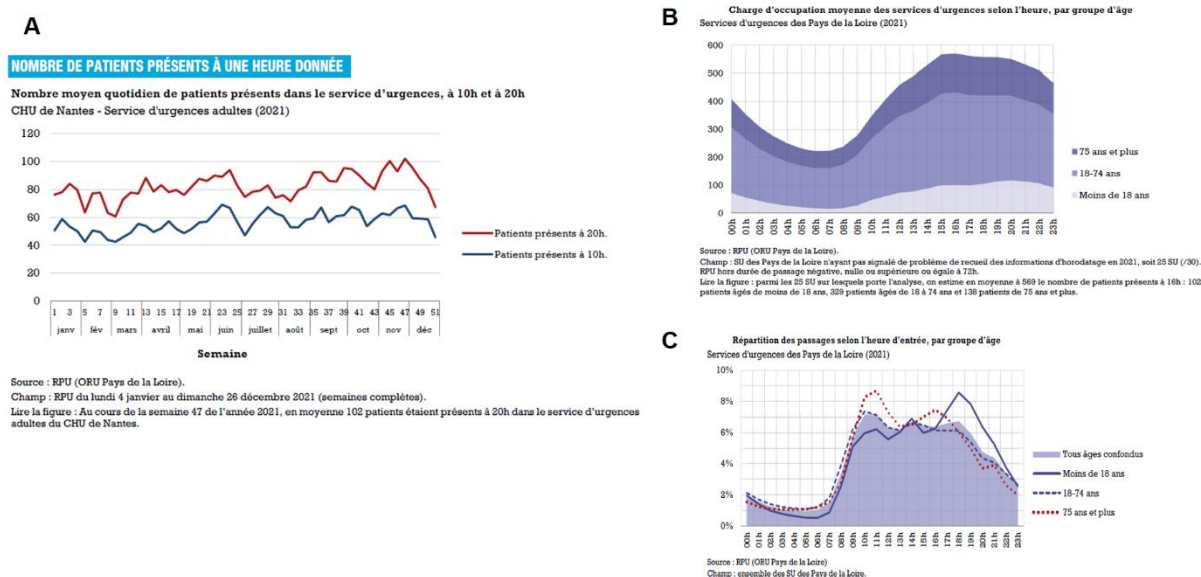 A
NOMBRE DE PATIENTS PRÉSENTS À UNE HEURE DONNÉE
Nombre moyen quotidien de patients présents dans le service d'urgences, à 10h et à 20h
CHU de Nantes - Service d'urgences adultes (2021)
120
100
80
60
40
20
0
1 3 5 7 9 11 13 15 17 19 21 23 25 27 29 31 33 35 37 39 41 43 45 47 49 51
janv fév mars avril mai juin juillet août sept oct nov déc
Semaine
Patients présents à 20h.
Patients présents à 10h.
Source : RPU (ORU Pays de la Loire).
Champ : RPU du lundi 4 janvier au dimanche 26 décembre 2021 (semaines complètes).
Lire la figure : Au cours de la semaine 47 de l'année 2021, en moyenne 102 patients étaient présents à 20h dans le service d'urgences
adultes du CHU de Nantes.
B
Charge d'occupation moyenne des services d'urgences selon l'heure, par groupe d'âge
Services d'urgences des Pays de la Loire (2021)
600
500
400
300
200
100
0
00h 01h 02h 03h 04h 05h 06h 07h 08h 09h 10h 11h 12h 13h 14h 15h 16h 17h 18h 19h 20h 21h 22h 23h
75 ans et plus
18-74 ans
Moins de 18 ans
Source : RPU (ORU Pays de la Loire).
Champ : SU des Pays de la Loire n'ayant pas signalé de problème de recueil des informations d'horodatage en 2021, soit 25 SU (/30).
RPU hors durée de passage négative, nulle ou supérieure ou égale à 72h.
Lire la figure : parmi les 25 SU sur lesquels porte l'analyse, on estime en moyenne à 569 le nombre de patients présents à 16h : 102
patients âgés de moins de 18 ans, 329 patients âgés de 18 à 74 ans et 138 patients de 75 ans et plus.
C
Répartition des passages selon l'heure d'entrée, par groupe d'âge
Services d'urgences des Pays de la Loire (2021)
10%
8%
6%
4%
2%
0%
00h 01h 02h 03h 04h 05h 06h 07h 08h 09h 10h 11h 12h 13h 14h 15h 16h 17h 18h 19h 20h 21h 22h 23h
Tous âges confondus
Moins de 18 ans
18-74 ans
75 ans et plus
Source : RPU (ORU Pays de la Loire)
Champ : ensemble des SU des Pays de la Loire.